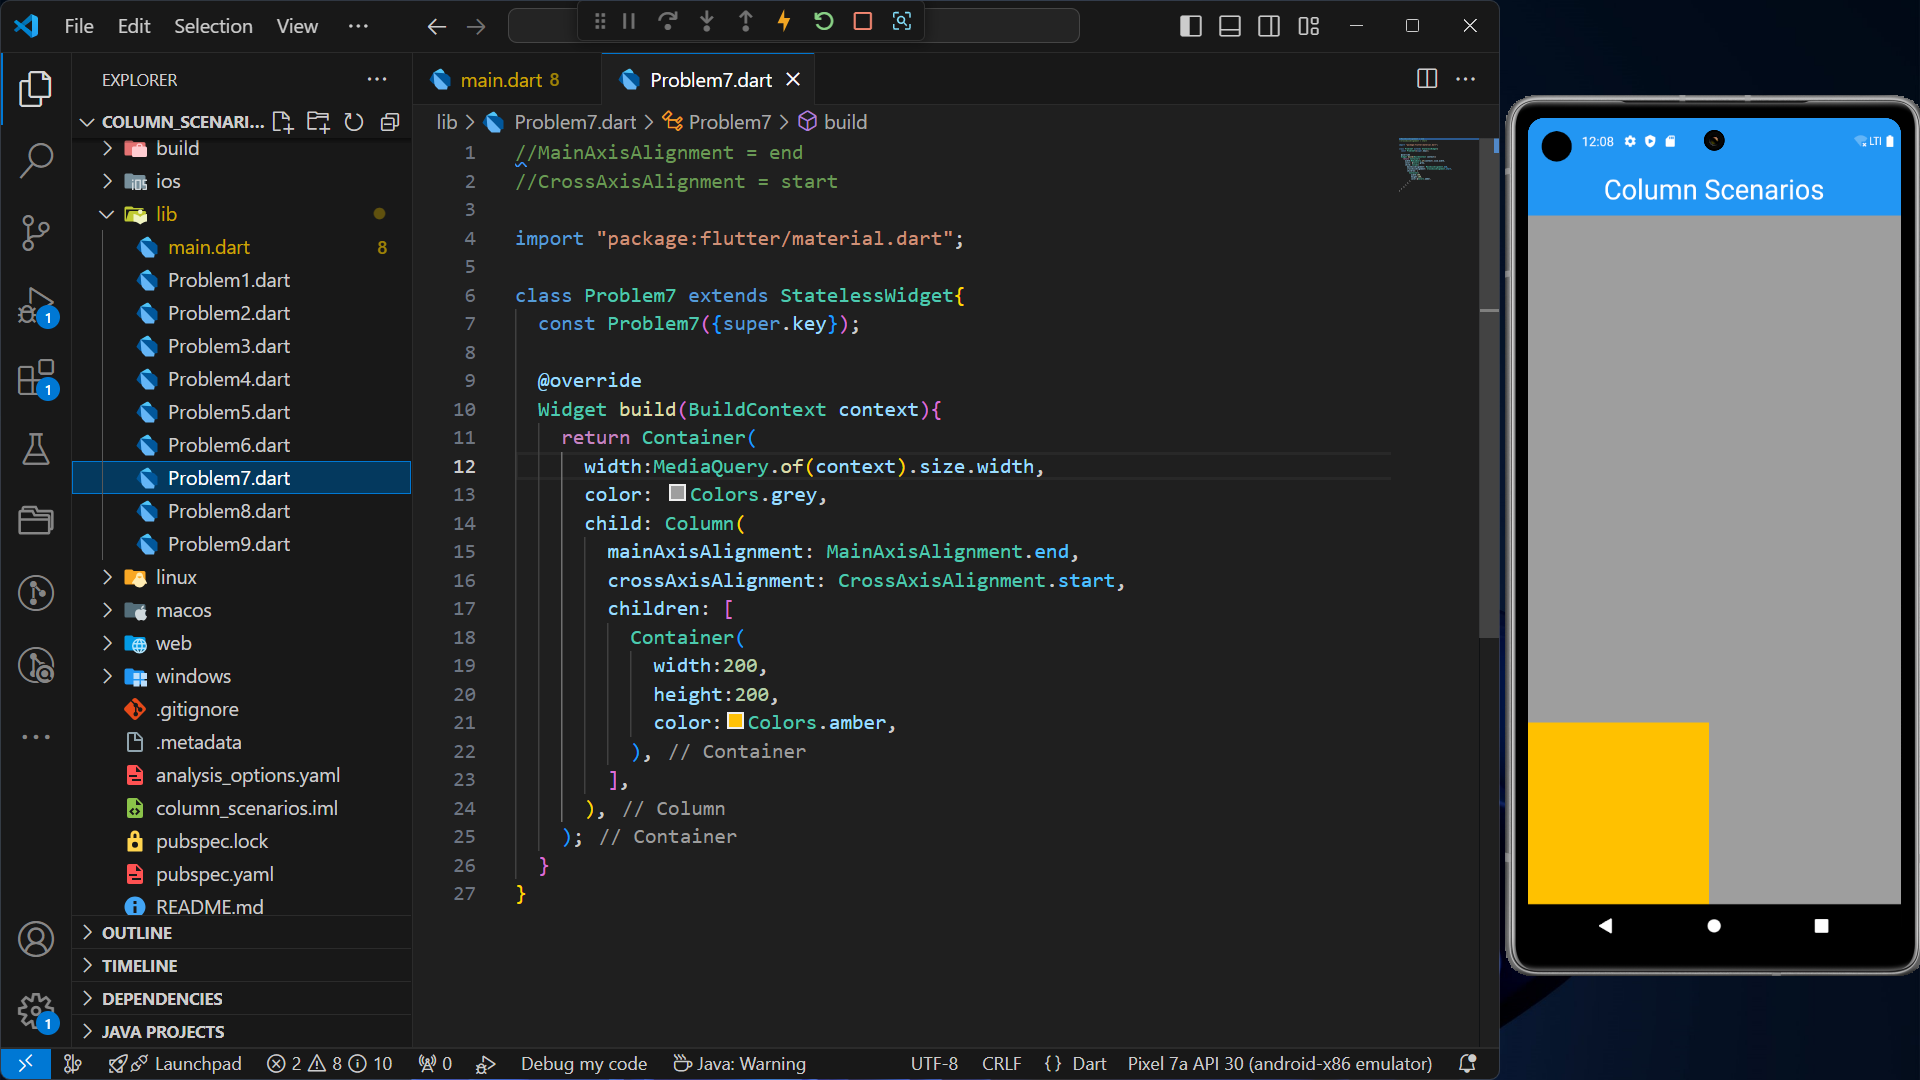 File Edit Selection View ...
EXPLORER
COLUMN_SCENARI...
build
ios
lib
main.dart 8
Problem1.dart
Problem2.dart
Problem3.dart
Problem4.dart
Problem5.dart
Problem6.dart
Problem7.dart
Problem8.dart
Problem9.dart
linux
macos
web
windows
.gitignore
.metadata
analysis_options.yaml
column_scenarios.iml
pubspec.lock
pubspec.yaml
README.md
OUTLINE
TIMELINE
DEPENDENCIES
JAVA PROJECTS
1
1
1
main.dart 8 Problem7.dart
lib > Problem7.dart > Problem7 > build
1 //MainAxisAlignment = end
2 //CrossAxisAlignment = start
3
4 import "package:flutter/material.dart";
5
6 class Problem7 extends StatelessWidget{
7 const Problem7({super.key});
8
9 @override
10 Widget build(BuildContext context){
11 return Container(
12 width:MediaQuery.of(context).size.width,
13 color: Colors.grey,
14 child: Column(
15 mainAxisAlignment: MainAxisAlignment.end,
16 crossAxisAlignment: CrossAxisAlignment.start,
17 children: [
18 Container(
19 width:200,
20 height:200,
21 color:Colors.amber,
22 ), // Container
23 ],
24 ), // Column
25 ); // Container
26 }
27 }
12:08 LTE
Column Scenarios
Launchpad 2 8 10 0 Debug my code Java: Warning UTF-8 CRLF {} Dart Pixel 7a API 30 (android-x86 emulator)